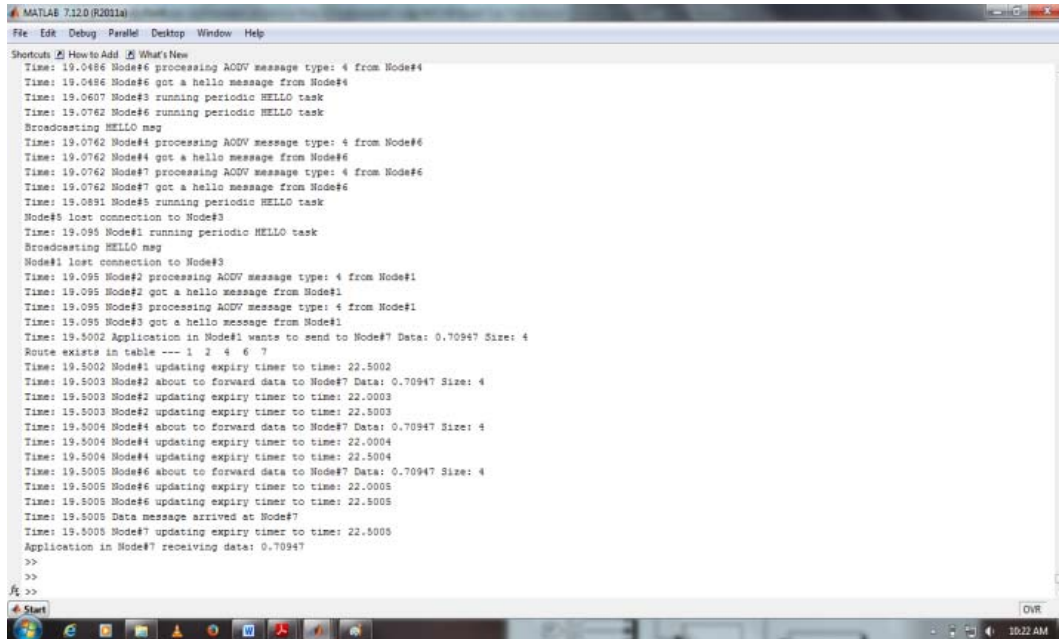 MATLAB 7.12.0 (R2011a)
File Edit Debug Parallel Desktop Window Help
Shortcuts How to Add What's New
Time: 19.0486 Node#6 processing AODV message type: 4 from Node#4
Time: 19.0486 Node#6 got a hello message from Node#4
Time: 19.0607 Node#3 running periodic HELLO task
Time: 19.0762 Node#6 running periodic HELLO task
Broadcasting HELLO msg
Time: 19.0762 Node#4 processing AODV message type: 4 from Node#6
Time: 19.0762 Node#4 got a hello message from Node#6
Time: 19.0762 Node#7 processing AODV message type: 4 from Node#6
Time: 19.0762 Node#7 got a hello message from Node#6
Time: 19.0891 Node#5 running periodic HELLO task
Node#5 lost connection to Node#3
Time: 19.095 Node#1 running periodic HELLO task
Broadcasting HELLO msg
Node#1 lost connection to Node#3
Time: 19.095 Node#2 processing AODV message type: 4 from Node#1
Time: 19.095 Node#2 got a hello message from Node#1
Time: 19.095 Node#3 processing AODV message type: 4 from Node#1
Time: 19.095 Node#3 got a hello message from Node#1
Time: 19.5002 Application in Node#1 wants to send to Node#7 Data: 0.70947 Size: 4
Route exists in table --- 1 2 4 6 7
Time: 19.5002 Node#1 updating expiry timer to time: 22.5002
Time: 19.5003 Node#2 about to forward data to Node#7 Data: 0.70947 Size: 4
Time: 19.5003 Node#2 updating expiry timer to time: 22.0003
Time: 19.5003 Node#2 updating expiry timer to time: 22.5003
Time: 19.5004 Node#4 about to forward data to Node#7 Data: 0.70947 Size: 4
Time: 19.5004 Node#4 updating expiry timer to time: 22.0004
Time: 19.5004 Node#4 updating expiry timer to time: 22.5004
Time: 19.5005 Node#6 about to forward data to Node#7 Data: 0.70947 Size: 4
Time: 19.5005 Node#6 updating expiry timer to time: 22.0005
Time: 19.5005 Node#6 updating expiry timer to time: 22.5005
Time: 19.5005 Data message arrived at Node#7
Time: 19.5005 Node#7 updating expiry timer to time: 22.5005
Application in Node#7 receiving data: 0.70947
>>
>>
fx >>
Start OVR
10:22 AM